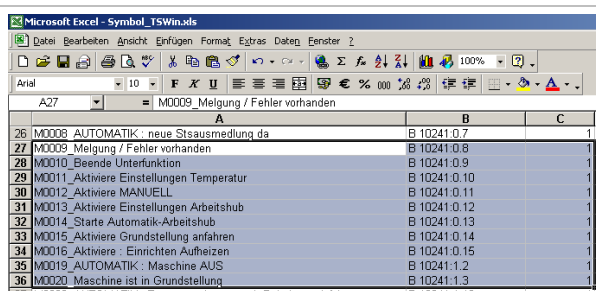 Microsoft Excel - Symbol_TSWin.xls
Datei Bearbeiten Ansicht Einfügen Format Extras Daten Fenster ?
100%
Arial 10 F K U € % 000
A27 = M0009_Melgung / Fehler vorhanden
A B C
26 M0008_AUTOMATIK : neue Stsausmedlung da B 10241:0.7 1
27 M0009_Melgung / Fehler vorhanden B 10241:0.8 1
28 M0010_Beende Unterfunktion B 10241:0.9 1
29 M0011_Aktiviere Einstellungen Temperatur B 10241:0.10 1
30 M0012_Aktiviere MANUELL B 10241:0.11 1
31 M0013_Aktiviere Einstellungen Arbeitshub B 10241:0.12 1
32 M0014_Starte Automatik-Arbeitshub B 10241:0.13 1
33 M0015_Aktiviere Grundstellung anfahren B 10241:0.14 1
34 M0016_Aktiviere : Einrichten Aufheizen B 10241:0.15 1
35 M0019_AUTOMATIK : Maschine AUS B 10241:1.2 1
36 M0020_Maschine ist in Grundstellung B 10241:1.3 1